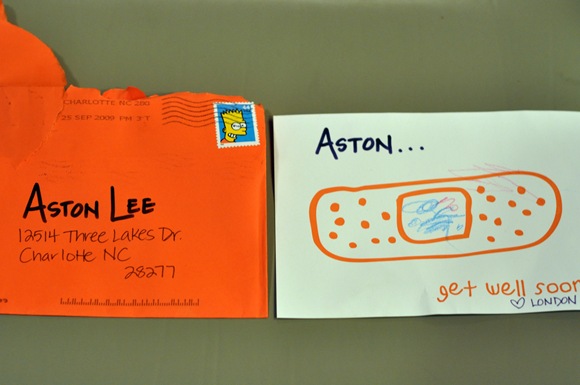 CHARLOTTE NC 280
25 SEP 2009 PM 3 T
44
ASTON LEE
12514 Three Lakes Dr.
Charlotte NC
28277
ASTON...
get well soon
♡ LONDON